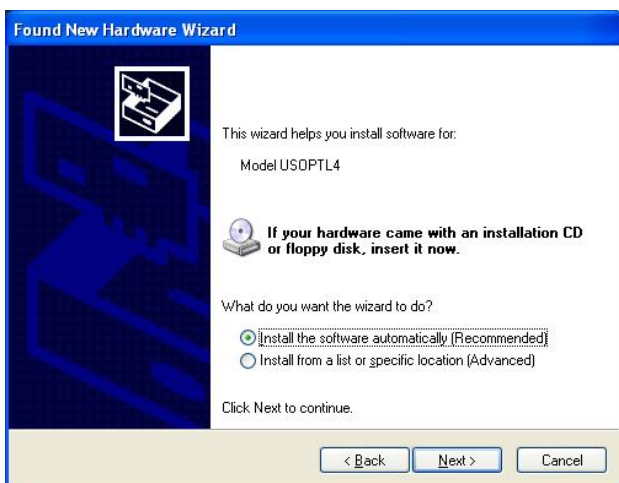 Found New Hardware Wizard
This wizard helps you install software for:
Model USOPTL4
If your hardware came with an installation CD
or floppy disk, insert it now.
What do you want the wizard to do?
Install the software automatically (Recommended)
Install from a list or specific location (Advanced)
Click Next to continue.
< Back Next > Cancel